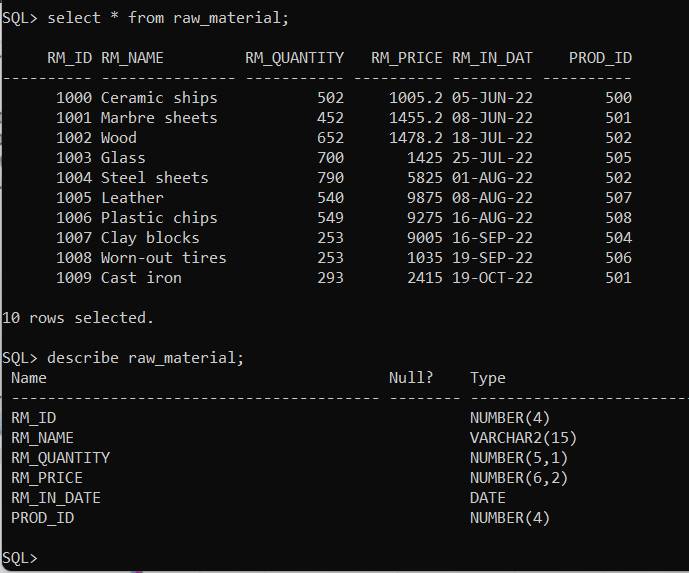 SQL> select * from raw_material;
RM_ID RM_NAME RM_QUANTITY RM_PRICE RM_IN_DAT PROD_ID
---------- --------------- ----------- ---------- --------- ----------
1000 Ceramic ships 502 1005.2 05-JUN-22 500
1001 Marbre sheets 452 1455.2 08-JUN-22 501
1002 Wood 652 1478.2 18-JUL-22 502
1003 Glass 700 1425 25-JUL-22 505
1004 Steel sheets 790 5825 01-AUG-22 502
1005 Leather 540 9875 08-AUG-22 507
1006 Plastic chips 549 9275 16-AUG-22 508
1007 Clay blocks 253 9005 16-SEP-22 504
1008 Worn-out tires 253 1035 19-SEP-22 506
1009 Cast iron 293 2415 19-OCT-22 501
10 rows selected.
SQL> describe raw_material;
Name Null? Type
----------------------------------------- -------- ------------------------
RM_ID NUMBER(4)
RM_NAME VARCHAR2(15)
RM_QUANTITY NUMBER(5,1)
RM_PRICE NUMBER(6,2)
RM_IN_DATE DATE
PROD_ID NUMBER(4)
SQL>